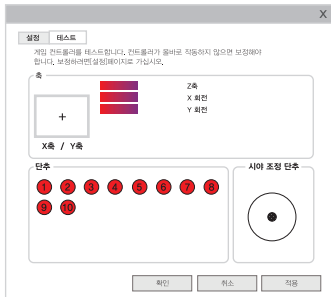 X
설정 테스트
게임 컨트롤러를 테스트합니다. 컨트롤러가 올바로 작동하지 않으면 보정해야
합니다. 보정하려면[설정]페이지로 가십시오.
축
Z축
X 회전
Y 회전
X축 / Y축
단추
시야 조정 단추
1 2 3 4 5 6 7 8
9 10
확인 취소 적용